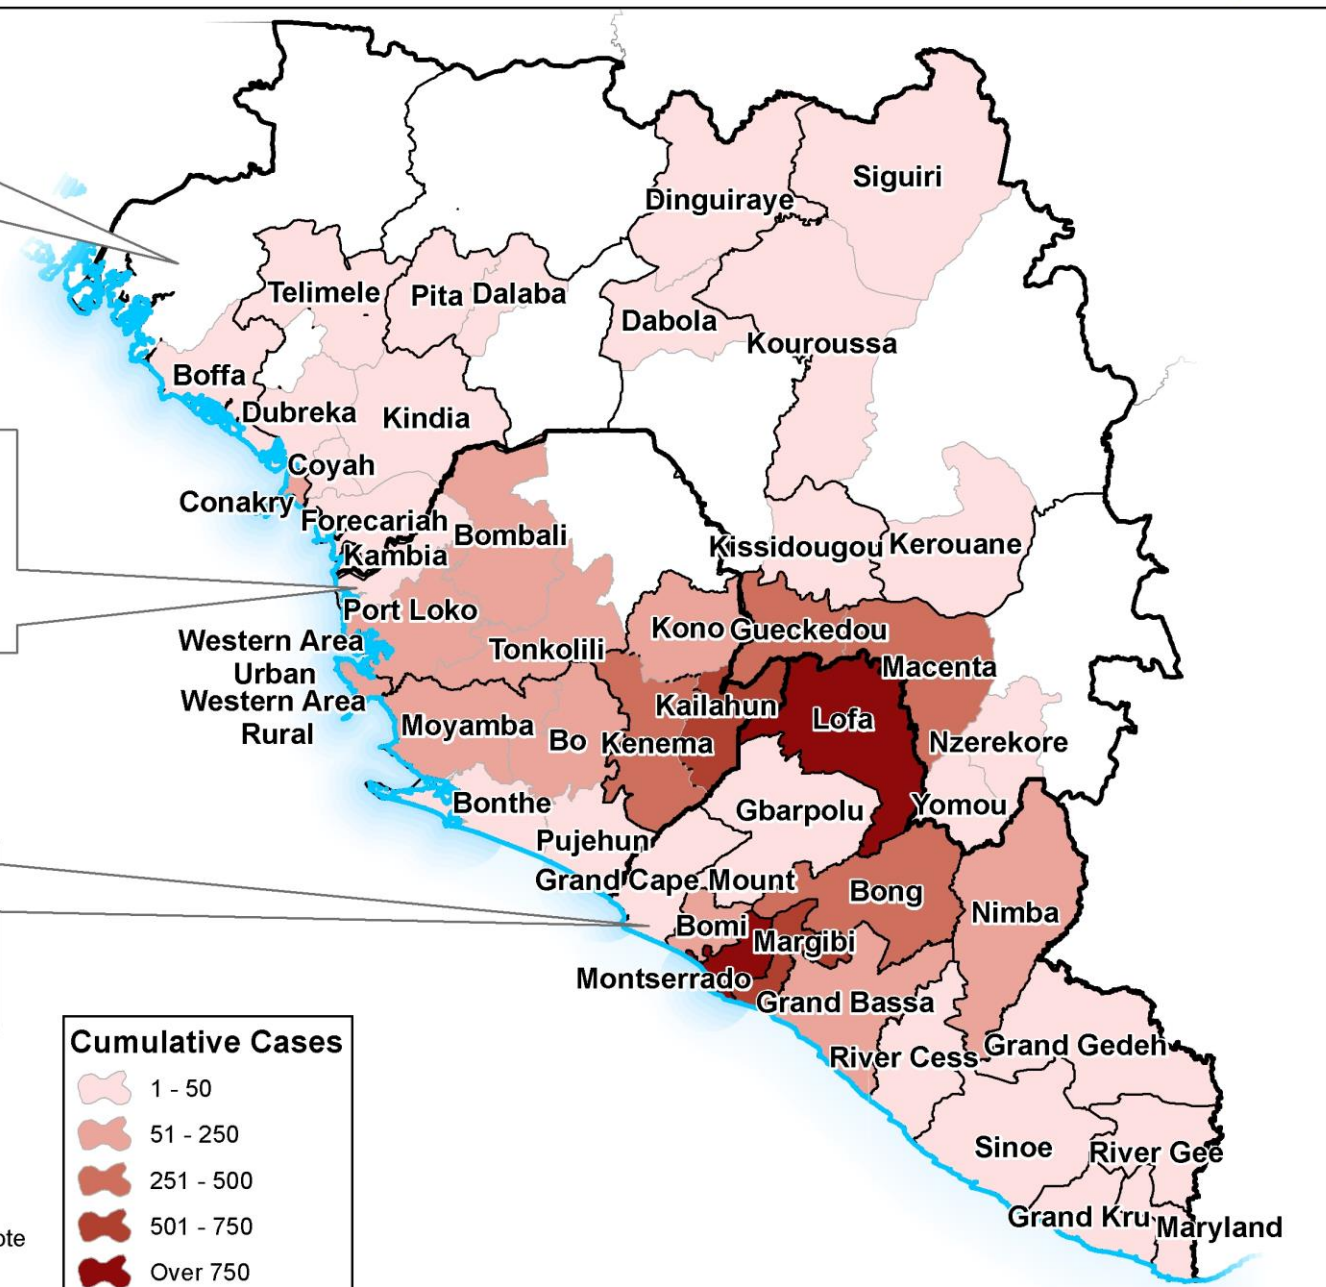 Siguiri
Dinguiraye
Telimele
Pita
Dalaba
Dabola
Kouroussa
Boffa
Dubreka
Kindia
Coyah
Conakry
Forecariah
Bombali
Kissidougou
Kerouane
Kambia
Port Loko
Kono
Gueckedou
Western Area
Urban
Tonkolili
Macenta
Western Area
Rural
Kailahun
Lofa
Moyamba
Bo
Kenema
Nzerekore
Bonthe
Gbarpolu
Yomou
Pujehun
Grand Cape Mount
Bong
Nimba
Bomi
Margibi
Montserrado
Grand Bassa
River Cess
Grand Gedeh
Sinoe
River Gee
Grand Kru
Maryland
Cumulative Cases
1 - 50
51 - 250
251 - 500
501 - 750
Over 750